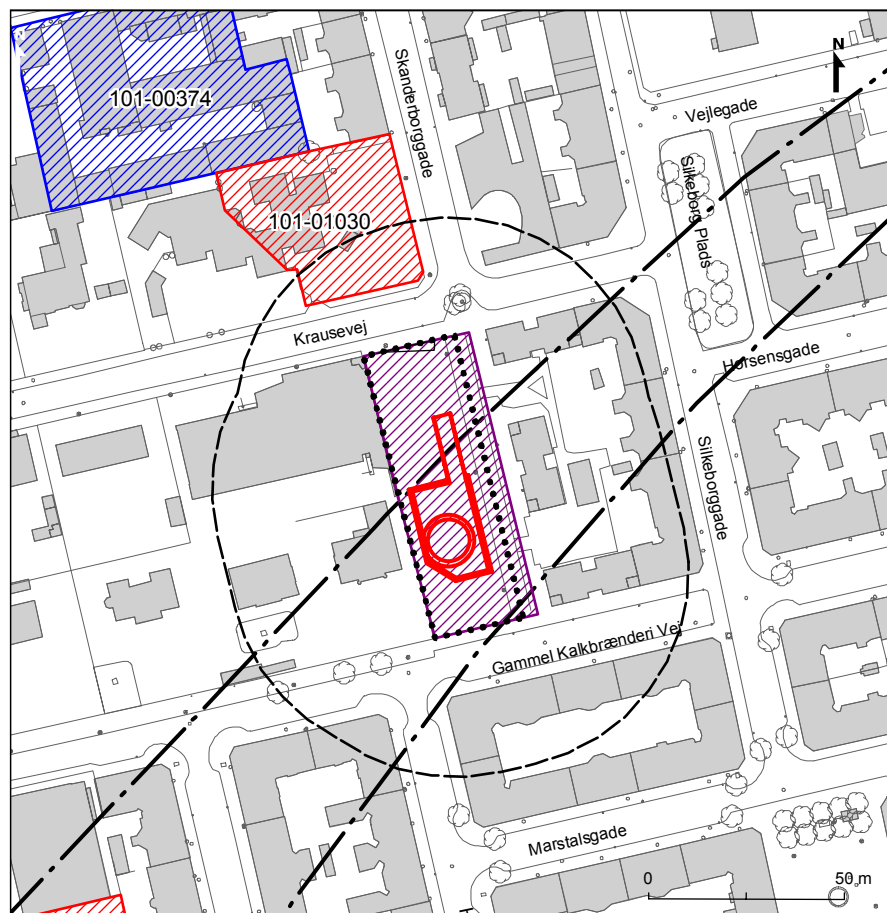 N
101-00374
Skanderborggade
Vejlegade
Silkeborg Plads
101-01030
Krausevej
Horsensgade
Silkeborggade
Gammel Kalkbrænderi Vej
Marstalsgade
0
50 m